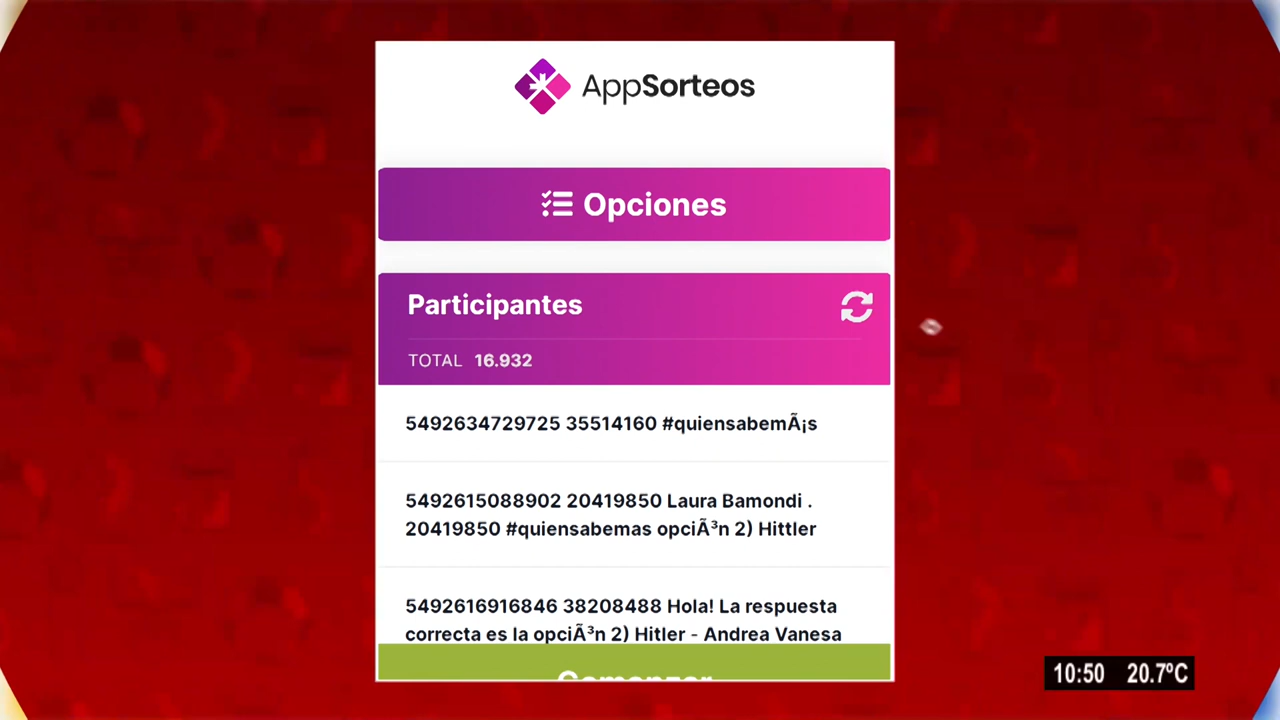 AppSorteos
Opciones
Participantes
TOTAL 16.932
5492634729725 35514160 #quiensabemÃ¡s
5492615088902 20419850 Laura Bamondi .
20419850 #quiensabemas opciÃ³n 2) Hittler
5492616916846 38208488 Hola! La respuesta
correcta es la opciÃ³n 2) Hitler - Andrea Vanesa
Comenzar
10:50 20.7ºC